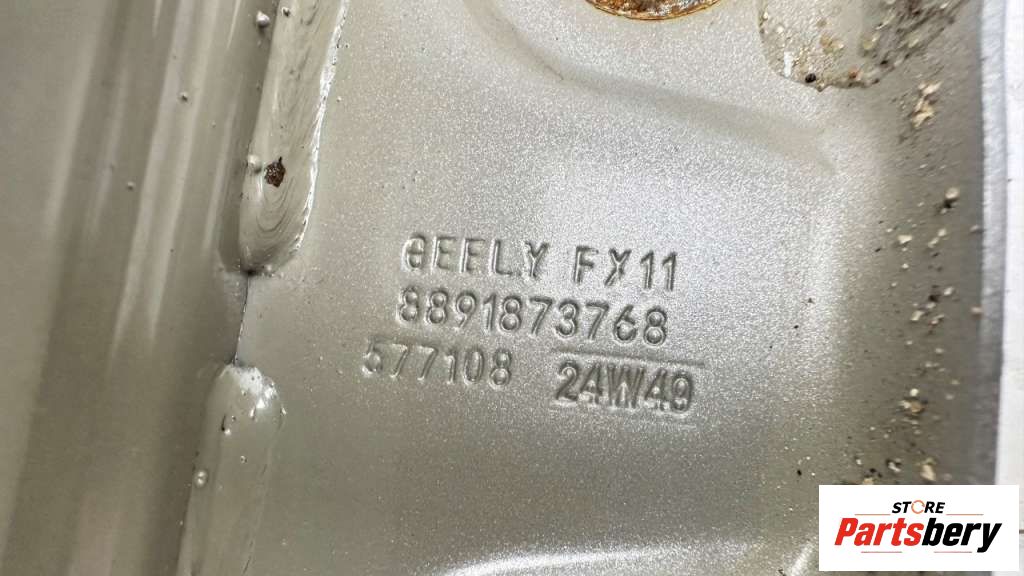 GEELY FX11
8891873768
577108 24W49
STORE
Partsbery